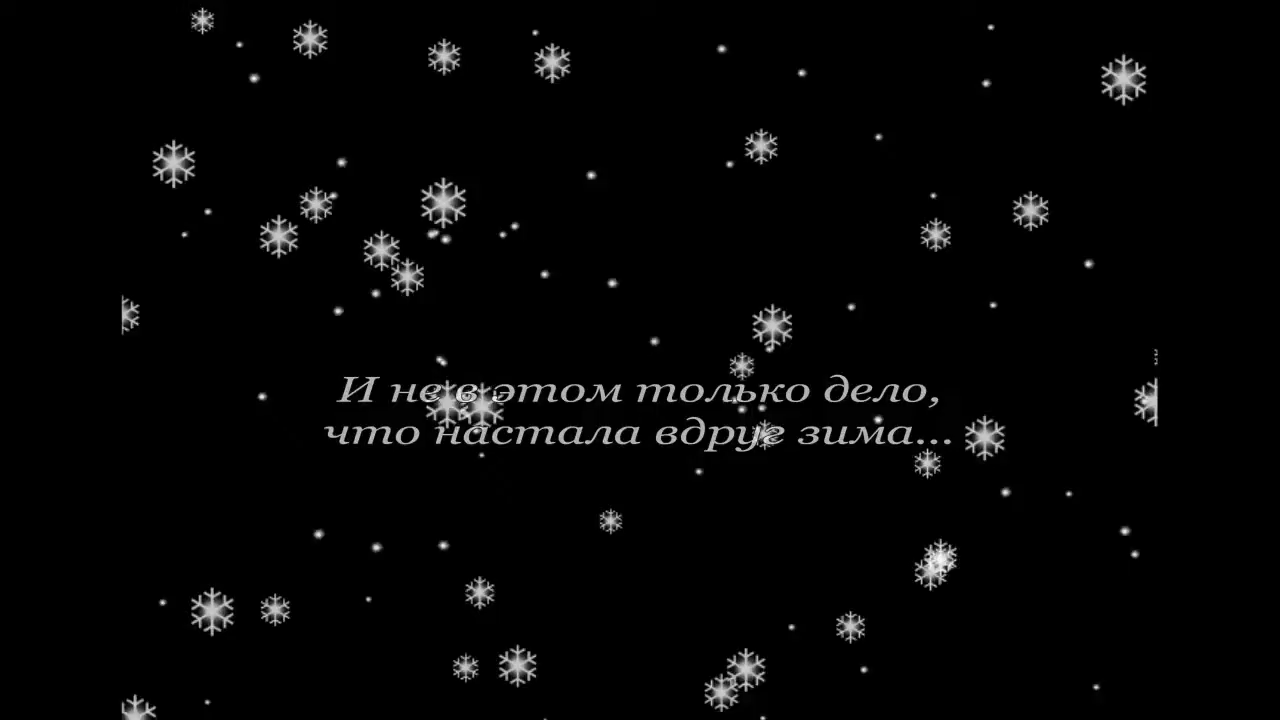 И не в этом только дело,
что настала вдруг зима...